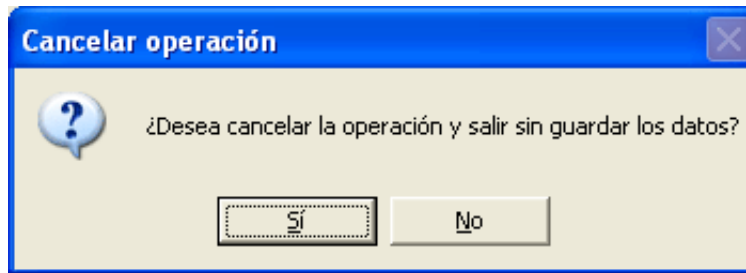 Cancelar operación
¿Desea cancelar la operación y salir sin guardar los datos?
Sí
No